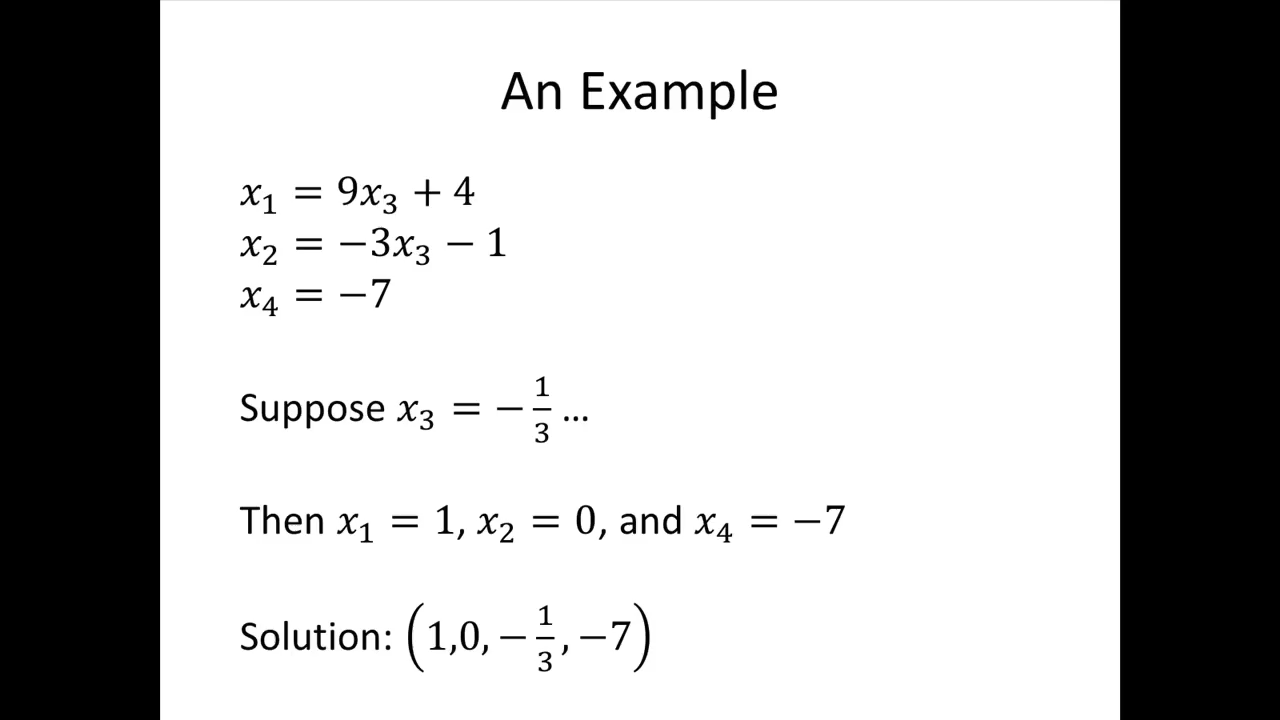 An Example
x₁ = 9x₃ + 4
x₂ = −3x₃ − 1
x₄ = −7
Suppose x₃ = −1/3 ...
Then x₁ = 1, x₂ = 0, and x₄ = −7
Solution: (1,0, −1/3, −7)